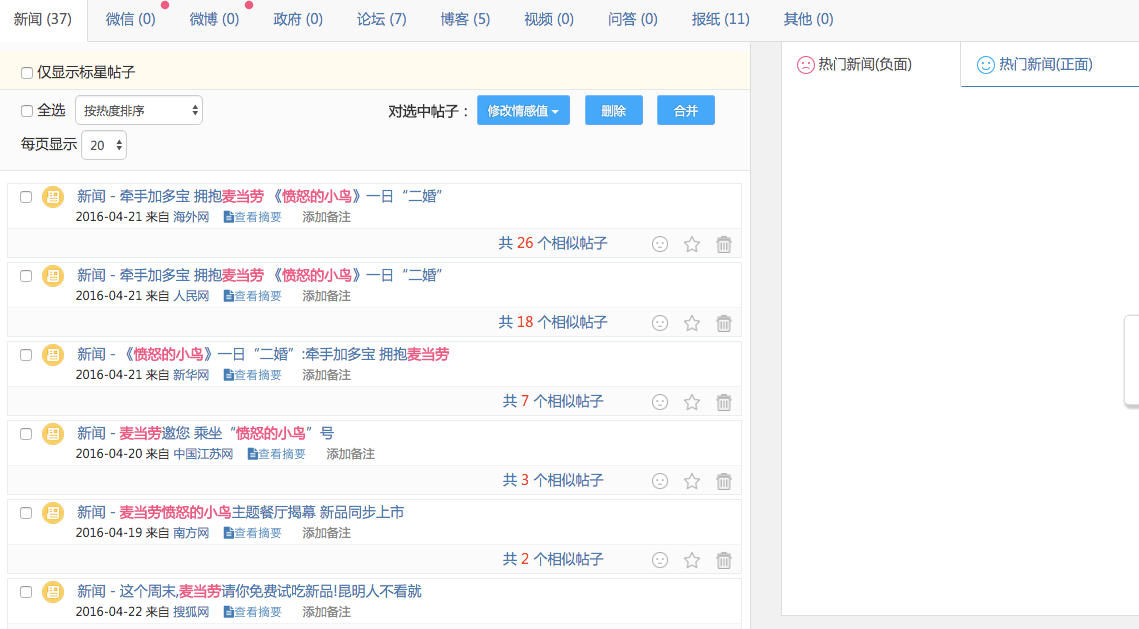 新闻 (37) 微信 (0) 微博 (0) 政府 (0) 论坛 (7) 博客 (5) 视频 (0) 问答 (0) 报纸 (11) 其他 (0)
仅显示标星帖子
全选 按热度排序 对选中帖子： 修改情感值 删除 合并
每页显示 20
热门新闻(负面) 热门新闻(正面)
新闻 - 牵手加多宝 拥抱麦当劳 《愤怒的小鸟》一日“二婚”
2016-04-21 来自 海外网 查看摘要 添加备注
共 26 个相似帖子
新闻 - 牵手加多宝 拥抱麦当劳 《愤怒的小鸟》一日“二婚”
2016-04-21 来自 人民网 查看摘要 添加备注
共 18 个相似帖子
新闻 - 《愤怒的小鸟》一日“二婚”:牵手加多宝 拥抱麦当劳
2016-04-21 来自 新华网 查看摘要 添加备注
共 7 个相似帖子
新闻 - 麦当劳邀您 乘坐“愤怒的小鸟”号
2016-04-20 来自 中国江苏网 查看摘要 添加备注
共 3 个相似帖子
新闻 - 麦当劳愤怒的小鸟主题餐厅揭幕 新品同步上市
2016-04-19 来自 南方网 查看摘要 添加备注
共 2 个相似帖子
新闻 - 这个周末,麦当劳请你免费试吃新品!昆明人不看就
2016-04-22 来自 搜狐网 查看摘要 添加备注